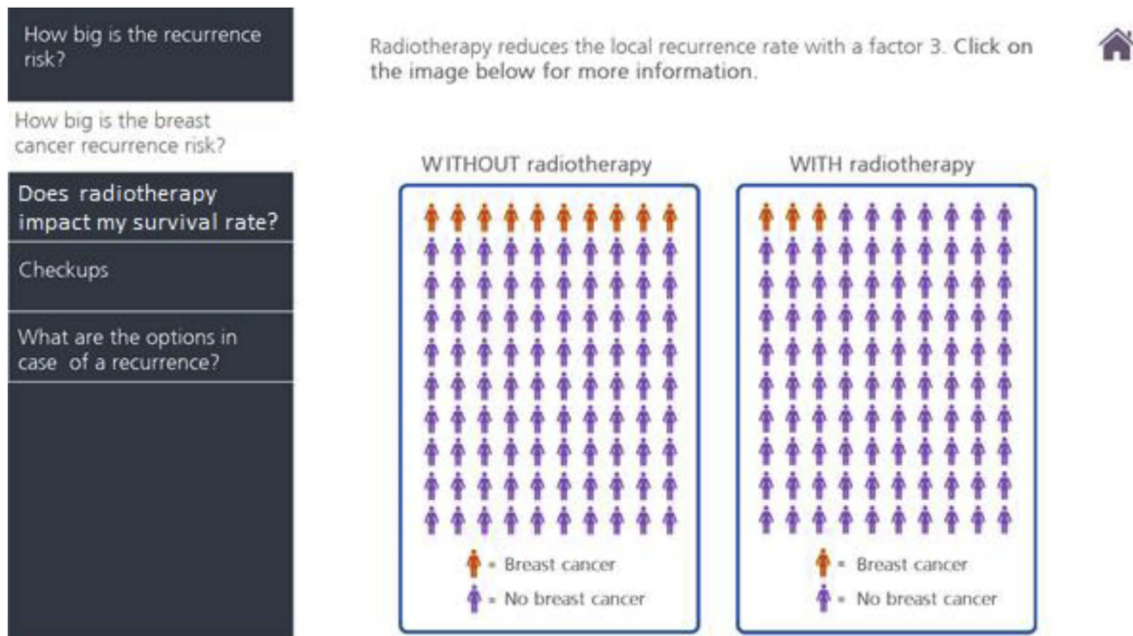 How big is the recurrence
risk?
How big is the breast
cancer recurrence risk?
Does radiotherapy
impact my survival rate?
Checkups
What are the options in
case of a recurrence?
Radiotherapy reduces the local recurrence rate with a factor 3. Click on
the image below for more information.
WITHOUT radiotherapy
= Breast cancer
= No breast cancer
WITH radiotherapy
= Breast cancer
= No breast cancer